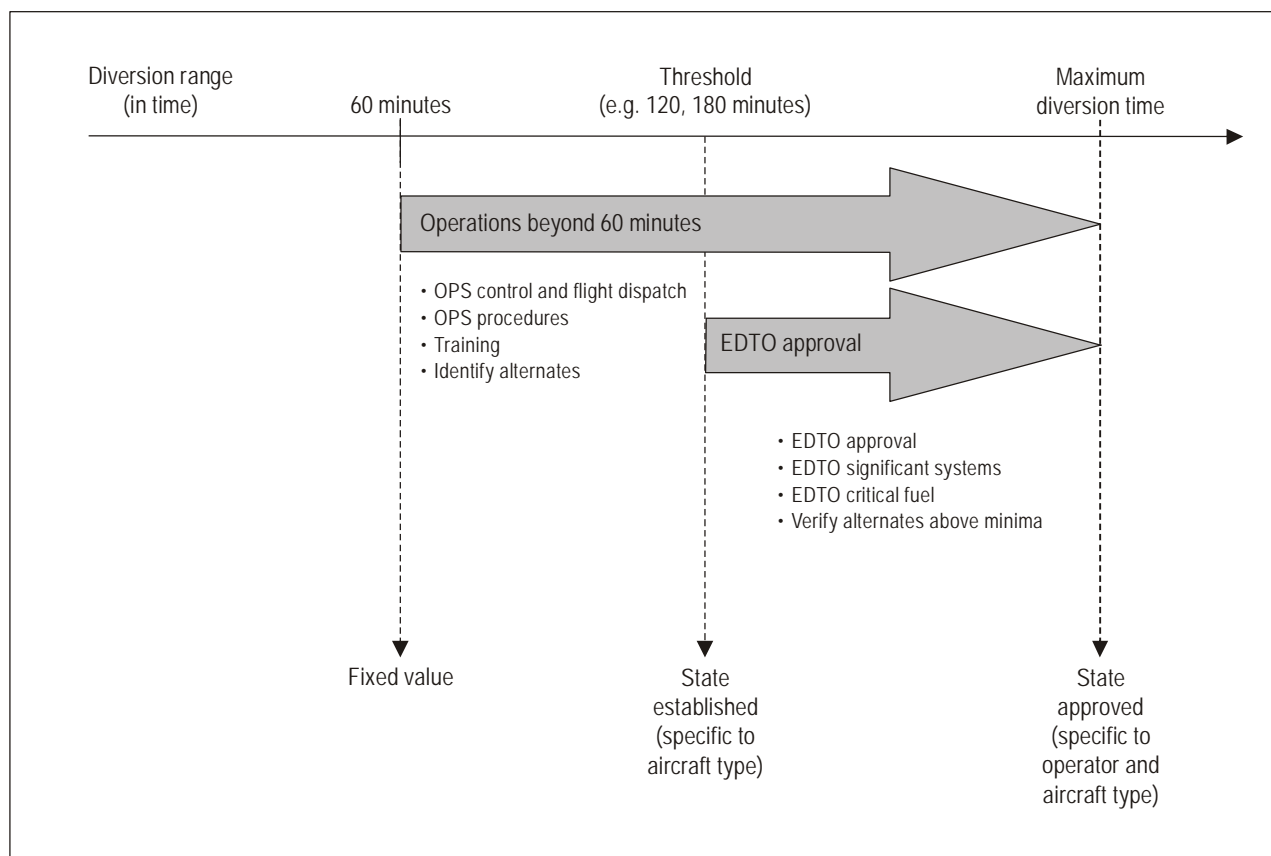 Diversion range
(in time)
60 minutes
Threshold
(e.g. 120, 180 minutes)
Maximum
diversion time
Operations beyond 60 minutes
• OPS control and flight dispatch
• OPS procedures
• Training
• Identify alternates
EDTO approval
• EDTO approval
• EDTO significant systems
• EDTO critical fuel
• Verify alternates above minima
Fixed value
State
established
(specific to
aircraft type)
State
approved
(specific to
operator and
aircraft type)